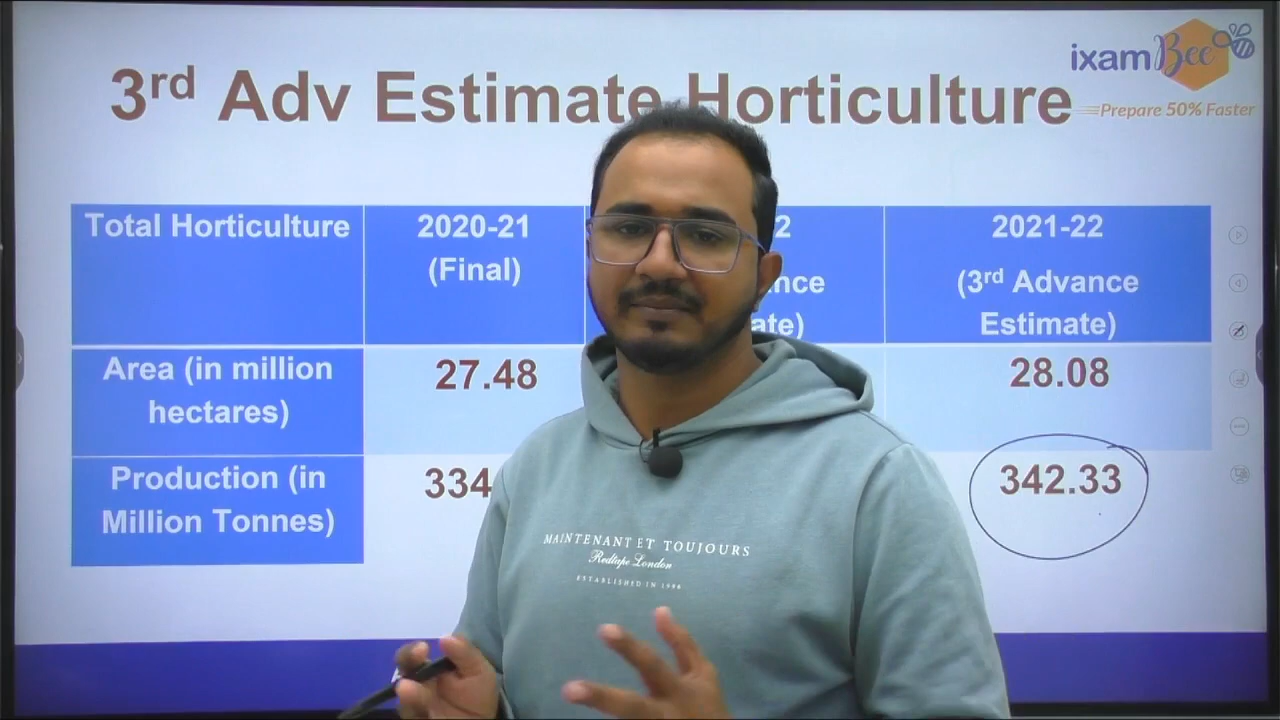 ixamBee
Prepare 50% Faster
3rd Adv Estimate Horticulture
Total Horticulture
2020-21
(Final)
2021-22
(3rd Advance
Estimate)
Area (in million
hectares)
27.48
28.08
Production (in
Million Tonnes)
334
342.33
MAINTENANT ET TOUJOURS
Redtape London
ESTABLISHED IN 1996